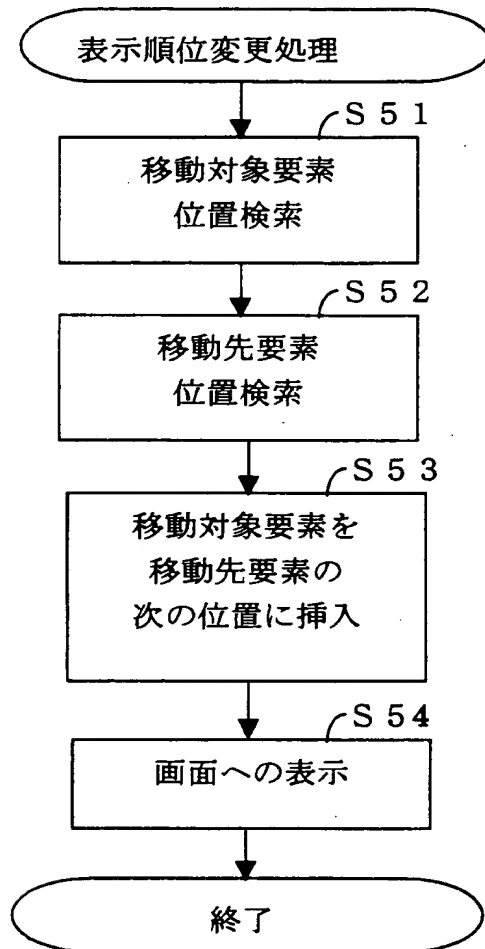 表示順位変更処理
S51
移動対象要素
位置検索
S52
移動先要素
位置検索
S53
移動対象要素を
移動先要素の
次の位置に挿入
S54
画面への表示
終了